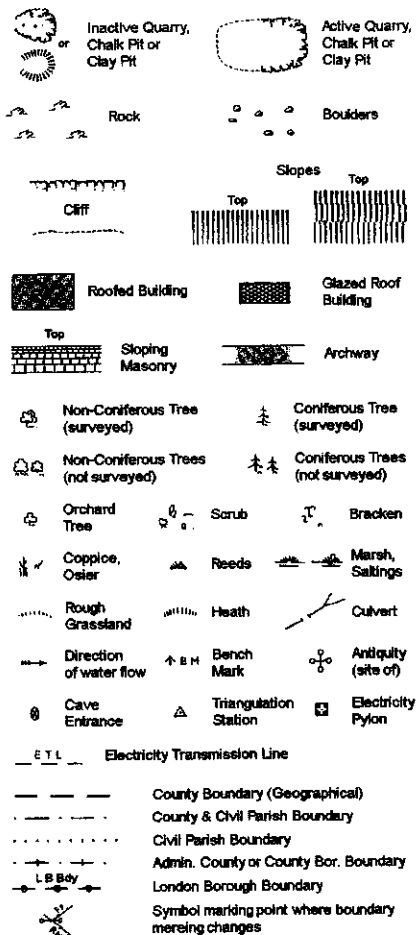 or
Inactive Quarry,
Chalk Pit or
Clay Pit
Active Quarry,
Chalk Pit or
Clay Pit
Rock
Boulders
Cliff
Slopes
Top
Top
Roofed Building
Glazed Roof
Building
Top
Sloping
Masonry
Archway
Non-Coniferous Tree
(surveyed)
Coniferous Tree
(surveyed)
Non-Coniferous Trees
(not surveyed)
Coniferous Trees
(not surveyed)
Orchard
Tree
Scrub
Bracken
Coppice,
Osier
Reeds
Marsh,
Saltings
Rough
Grassland
Heath
Culvert
Direction
of water flow
B M
Bench
Mark
Antiquity
(site of)
Cave
Entrance
Triangulation
Station
Electricity
Pylon
E T L
Electricity Transmission Line
County Boundary (Geographical)
County & Civil Parish Boundary
Civil Parish Boundary
Admin. County or County Bor. Boundary
L B Bdy
London Borough Boundary
Symbol marking point where boundary
mereing changes